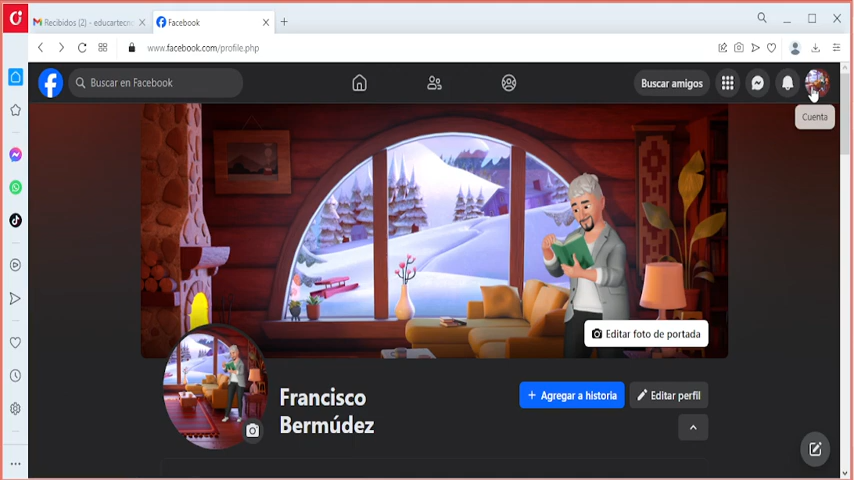 Recibidos (2) - educartecn
Facebook
www.facebook.com/profile.php
Buscar en Facebook
Buscar amigos
Cuenta
Editar foto de portada
Francisco
Bermúdez
+ Agregar a historia
Editar perfil